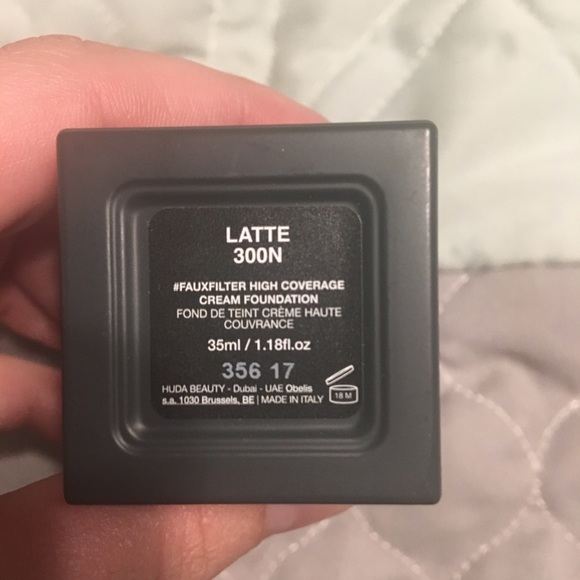 LATTE
300N
#FAUXFILTER HIGH COVERAGE
CREAM FOUNDATION
FOND DE TEINT CRÈME HAUTE
COUVRANCE
35ml / 1.18fl.oz
356 17
HUDA BEAUTY - Dubai - UAE Obelis
s.a. 1030 Brussels, BE | MADE IN ITALY
18 M